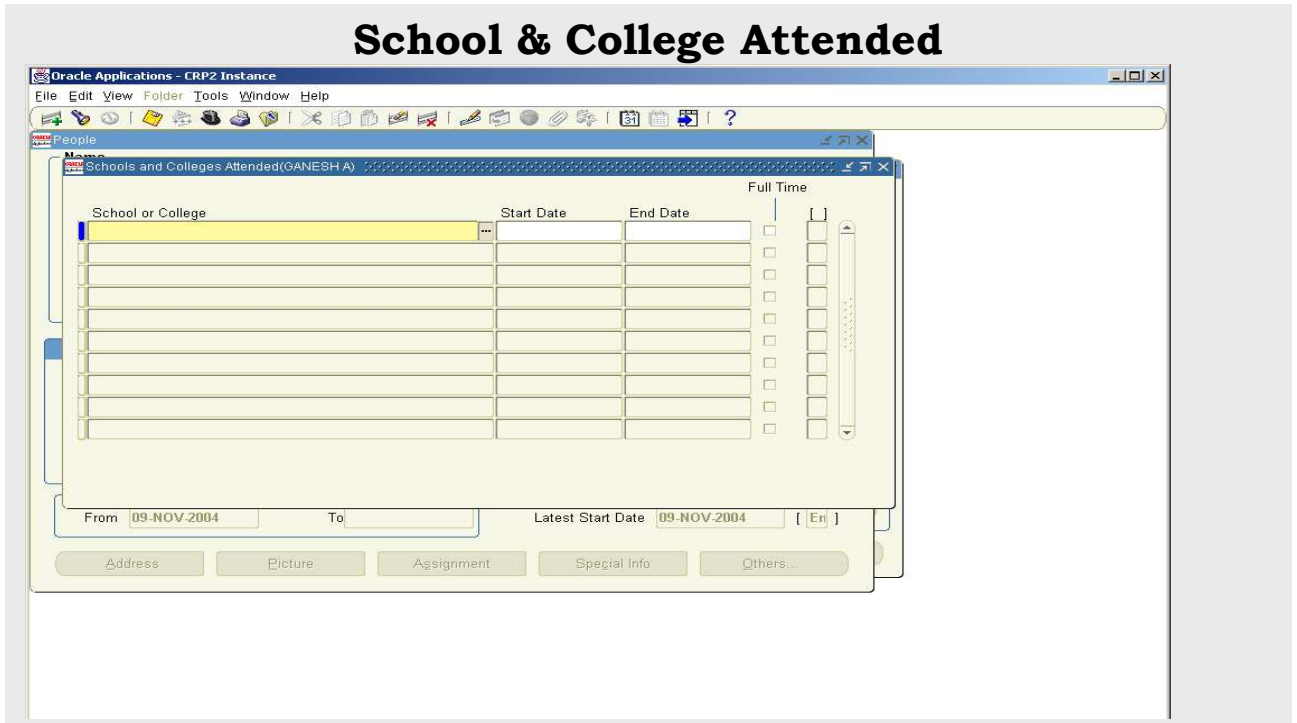 School & College Attended
Oracle Applications - CRP2 Instance
File Edit View Folder Tools Window Help
People
Name
Schools and Colleges Attended(GANESH A)
Full Time
School or College Start Date End Date [ ]
From 09-NOV-2004 To Latest Start Date 09-NOV-2004 [ En ]
Address Picture Assignment Special Info Others...